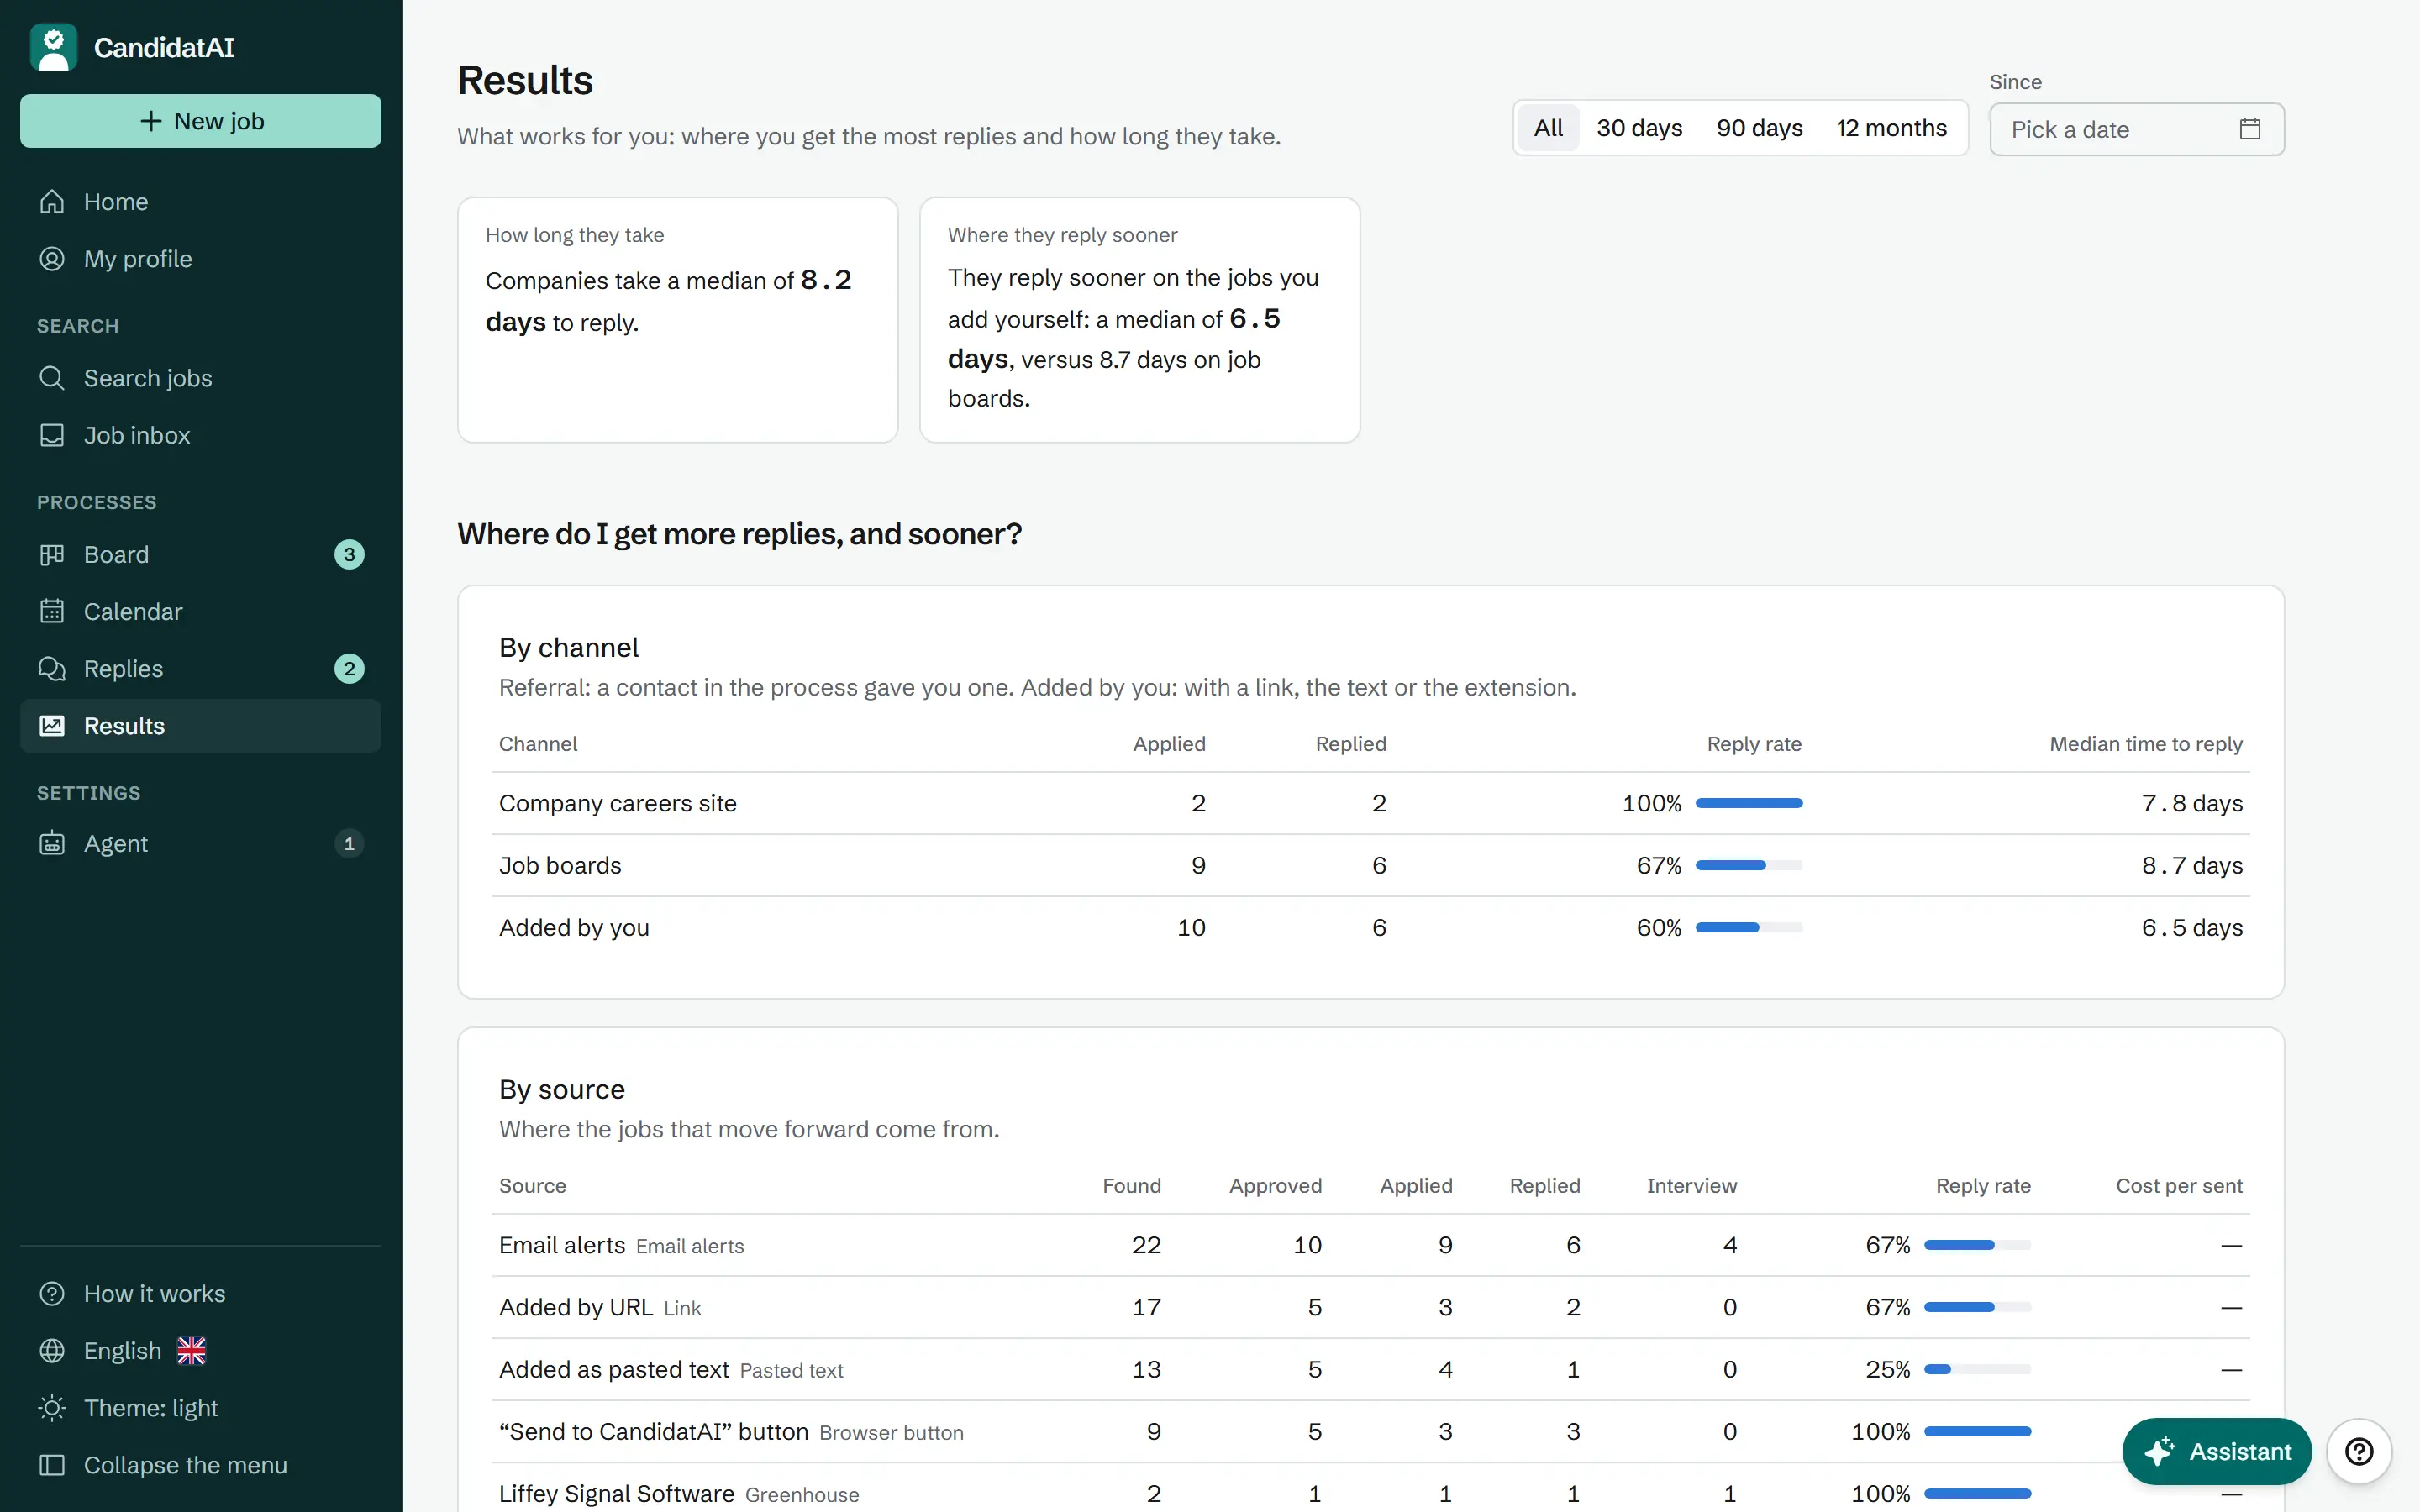 CandidatAI
New job
Home
My profile
SEARCH
Search jobs
Job inbox
PROCESSES
Board 3
Calendar
Replies 2
Results
SETTINGS
Agent 1
How it works
English
Theme: light
Collapse the menu
Results
What works for you: where you get the most replies and how long they take.
All 30 days 90 days 12 months
Since
Pick a date
How long they take
Companies take a median of 8.2
days to reply.
Where they reply sooner
They reply sooner on the jobs you
add yourself: a median of 6.5
days, versus 8.7 days on job
boards.
Where do I get more replies, and sooner?
By channel
Referral: a contact in the process gave you one. Added by you: with a link, the text or the extension.
Channel Applied Replied Reply rate Median time to reply
Company careers site 2 2 100% 7.8 days
Job boards 9 6 67% 8.7 days
Added by you 10 6 60% 6.5 days
By source
Where the jobs that move forward come from.
Source Found Approved Applied Replied Interview Reply rate Cost per sent
Email alerts Email alerts 22 10 9 6 4 67% —
Added by URL Link 17 5 3 2 0 67% —
Added as pasted text Pasted text 13 5 4 1 0 25% —
“Send to CandidatAI” button Browser button 9 5 3 3 0 100%
Liffey Signal Software Greenhouse 2 1 1 1 1 100% —
Assistant